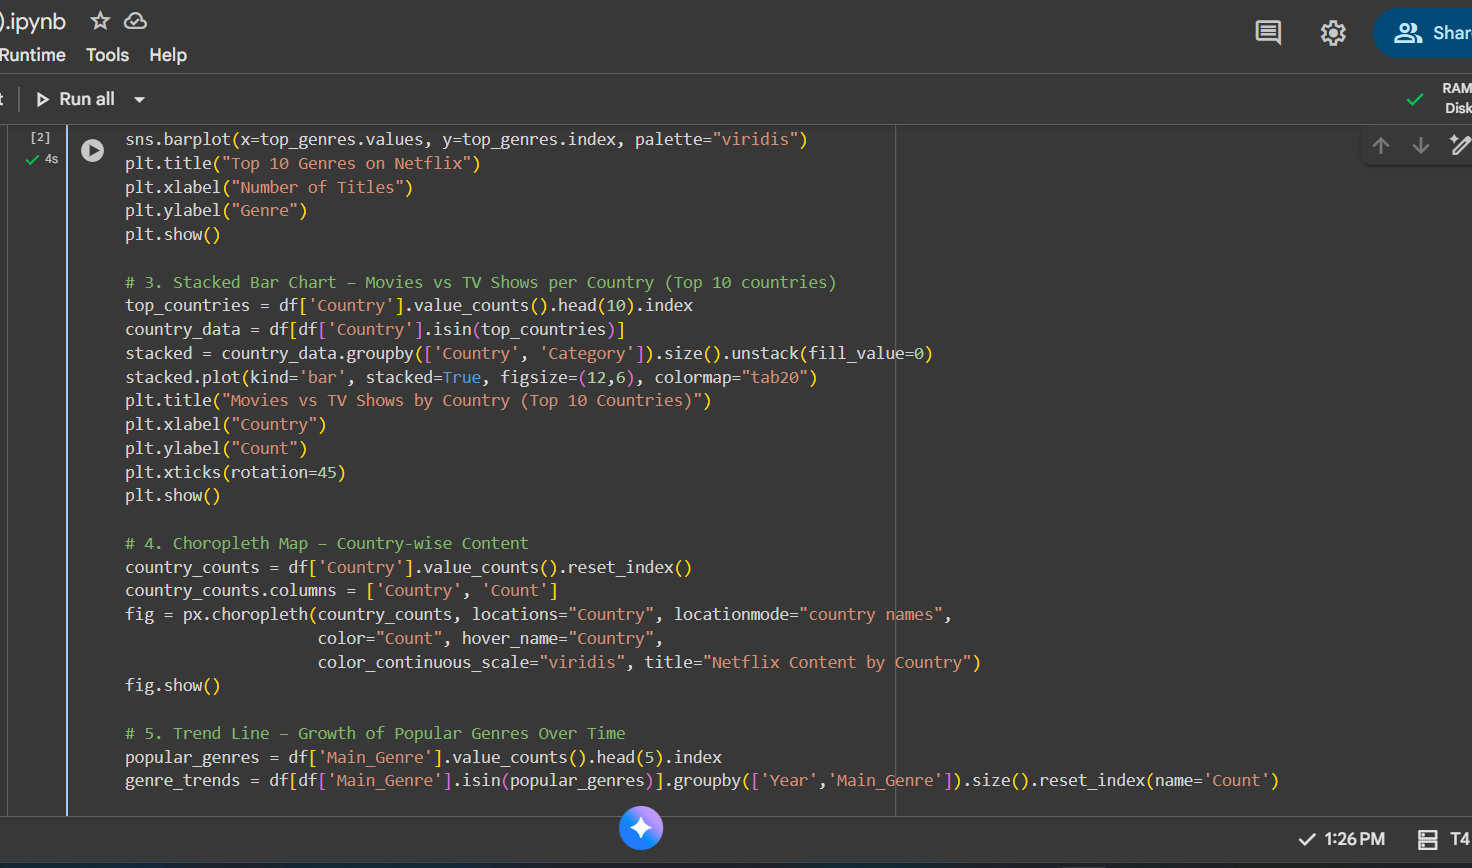 ).ipynb
Runtime Tools Help
Run all
RAM
Disk
Shar
[2]
4s
sns.barplot(x=top_genres.values, y=top_genres.index, palette="viridis")
plt.title("Top 10 Genres on Netflix")
plt.xlabel("Number of Titles")
plt.ylabel("Genre")
plt.show()
# 3. Stacked Bar Chart – Movies vs TV Shows per Country (Top 10 countries)
top_countries = df['Country'].value_counts().head(10).index
country_data = df[df['Country'].isin(top_countries)]
stacked = country_data.groupby(['Country', 'Category']).size().unstack(fill_value=0)
stacked.plot(kind='bar', stacked=True, figsize=(12,6), colormap="tab20")
plt.title("Movies vs TV Shows by Country (Top 10 Countries)")
plt.xlabel("Country")
plt.ylabel("Count")
plt.xticks(rotation=45)
plt.show()
# 4. Choropleth Map – Country-wise Content
country_counts = df['Country'].value_counts().reset_index()
country_counts.columns = ['Country', 'Count']
fig = px.choropleth(country_counts, locations="Country", locationmode="country names",
color="Count", hover_name="Country",
color_continuous_scale="viridis", title="Netflix Content by Country")
fig.show()
# 5. Trend Line – Growth of Popular Genres Over Time
popular_genres = df['Main_Genre'].value_counts().head(5).index
genre_trends = df[df['Main_Genre'].isin(popular_genres)].groupby(['Year','Main_Genre']).size().reset_index(name='Count')
1:26 PM
T4